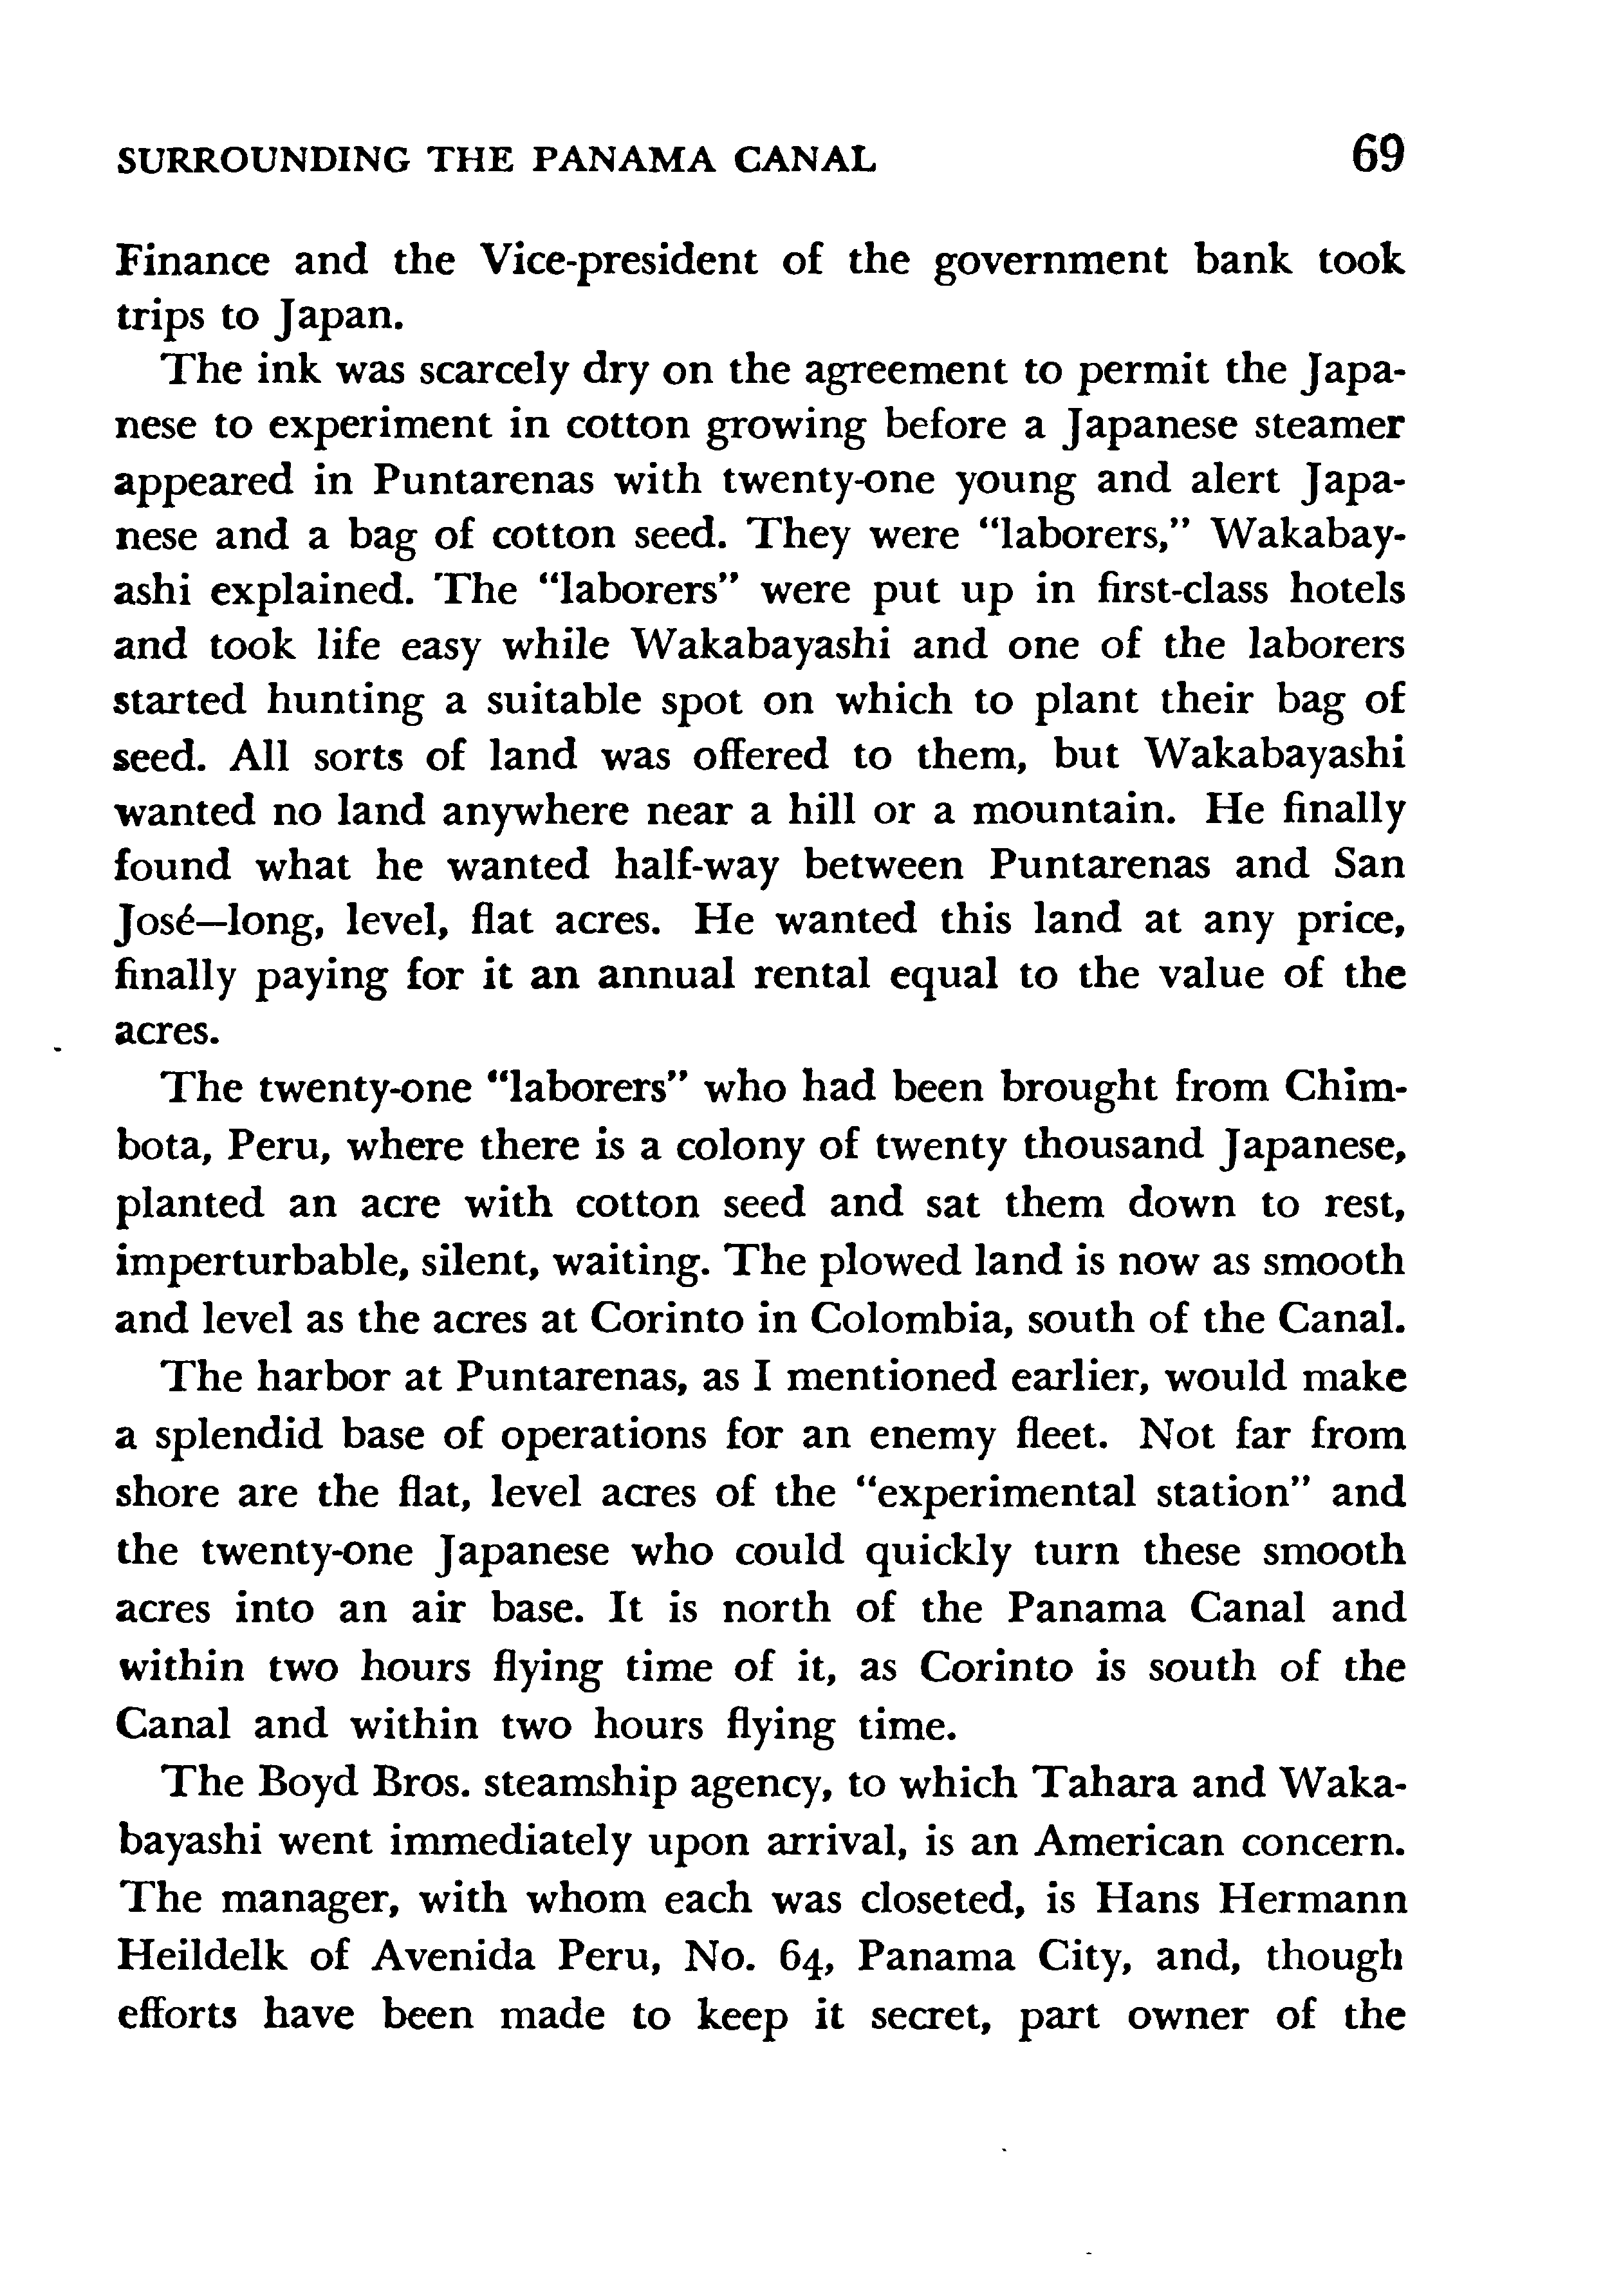 SURROUNDING THE PANAMA CANAL 69
Finance and the Vice-president of the government bank took
trips to Japan.
The ink was scarcely dry on the agreement to permit the Japa-
nese to experiment in cotton growing before a Japanese steamer
appeared in Puntarenas with twenty-one young and alert Japa-
nese and a bag of cotton seed. They were “laborers,” Wakabay-
ashi explained. The “laborers” were put up in first-class hotels
and took life easy while Wakabayashi and one of the laborers
started hunting a suitable spot on which to plant their bag of
seed. All sorts of land was offered to them, but Wakabayashi
wanted no land anywhere near a hill or a mountain. He finally
found what he wanted half-way between Puntarenas and San
José—long, level, flat acres. He wanted this land at any price,
finally paying for it an annual rental equal to the value of the
acres.
The twenty-one “laborers” who had been brought from Chim-
bota, Peru, where there is a colony of twenty thousand Japanese,
planted an acre with cotton seed and sat them down to rest,
imperturbable, silent, waiting. The plowed land is now as smooth
and level as the acres at Corinto in Colombia, south of the Canal.
The harbor at Puntarenas, as I mentioned earlier, would make
a splendid base of operations for an enemy fleet. Not far from
shore are the flat, level acres of the “experimental station” and
the twenty-one Japanese who could quickly turn these smooth
acres into an air base. It is north of the Panama Canal and
within two hours flying time of it, as Corinto is south of the
Canal and within two hours flying time.
The Boyd Bros. steamship agency, to which Tahara and Waka-
bayashi went immediately upon arrival, is an American concern.
The manager, with whom each was closeted, is Hans Hermann
Heildelk of Avenida Peru, No. 64, Panama City, and, though
efforts have been made to keep it secret, part owner of the